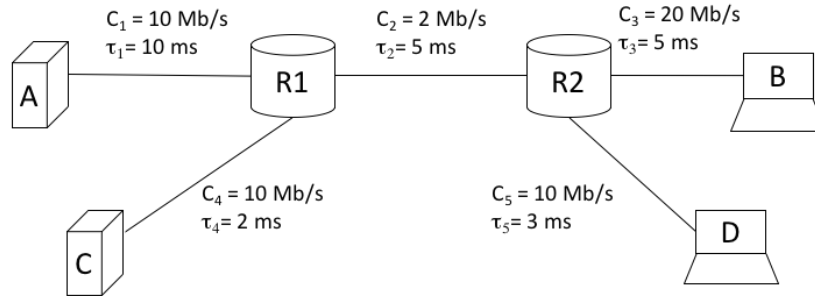 C₁ = 10 Mb/s
τ₁= 10 ms
C₂ = 2 Mb/s
τ₂= 5 ms
C₃ = 20 Mb/s
τ₃= 5 ms
A
R1
R2
B
C₄ = 10 Mb/s
τ₄= 2 ms
C₅ = 10 Mb/s
τ₅= 3 ms
C
D